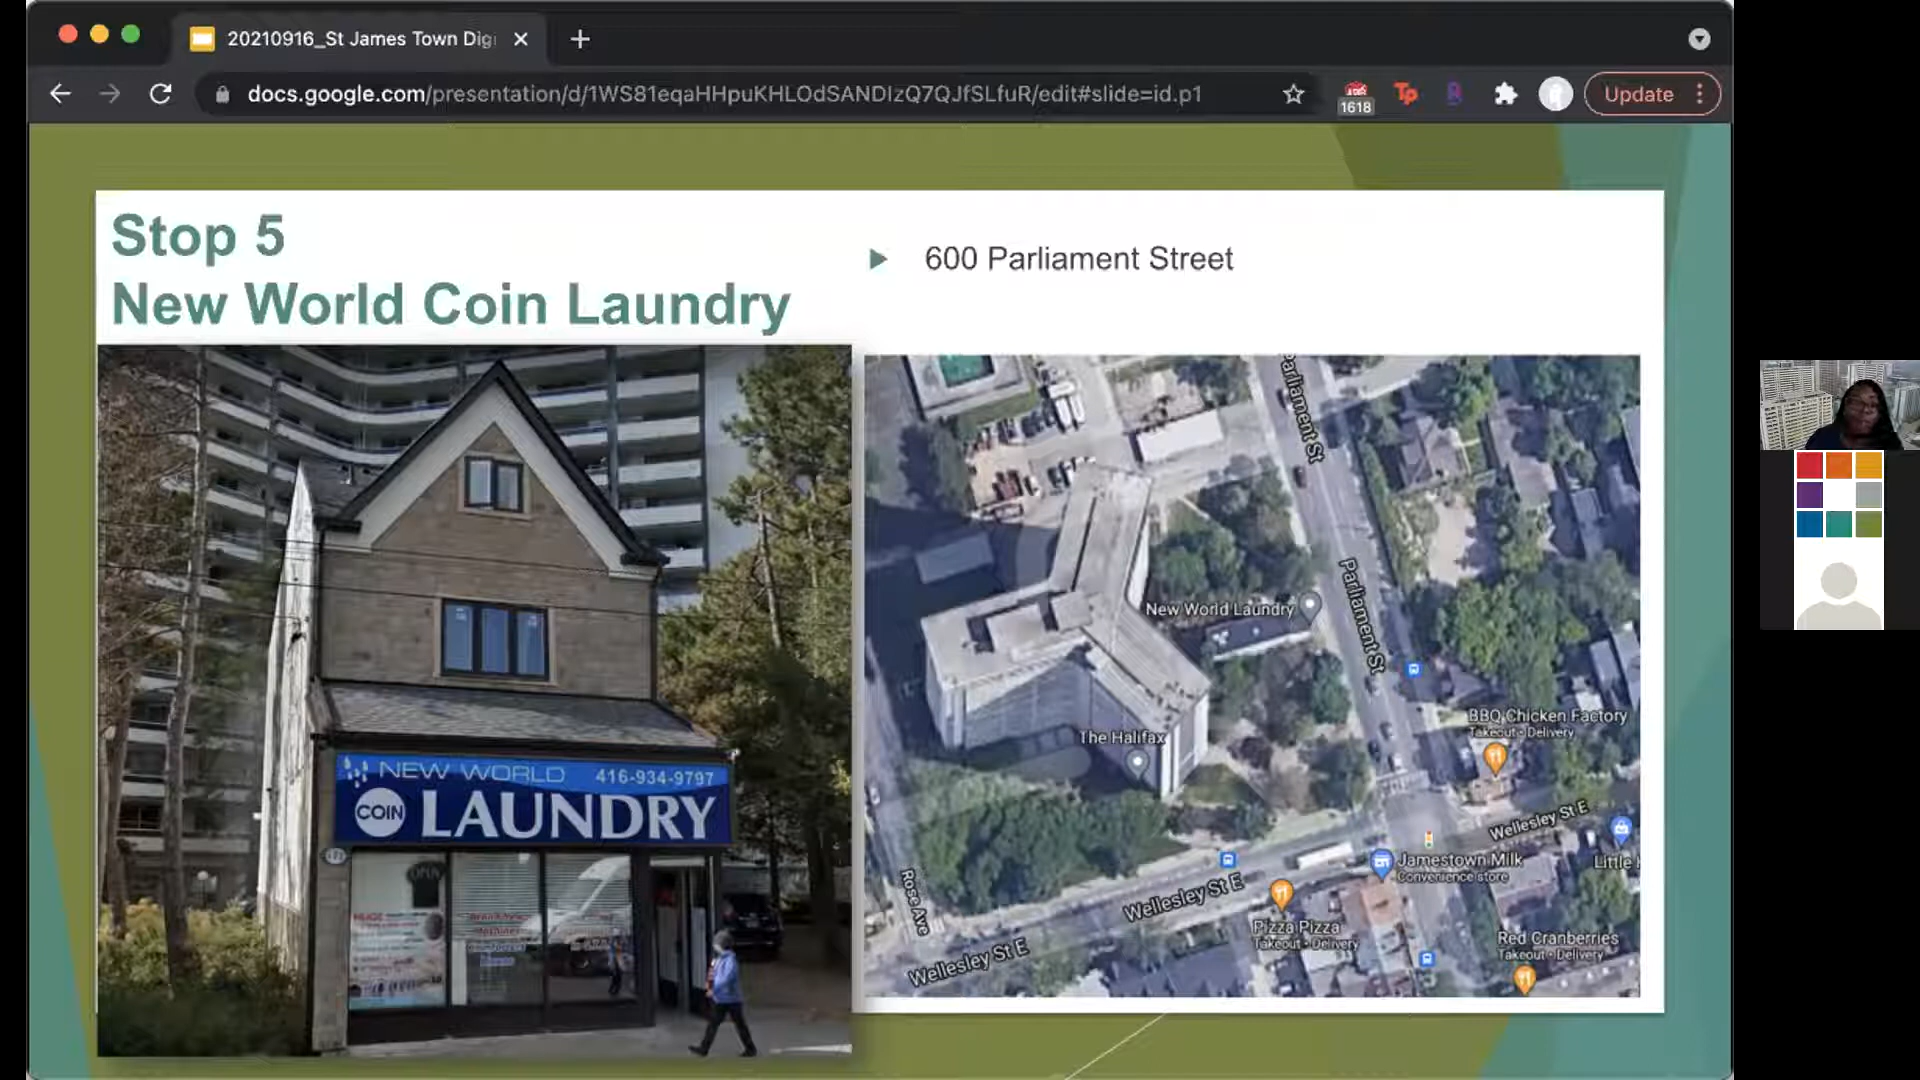 20210916_St James Town Dig
docs.google.com/presentation/d/1WS81eqaHHpuKHLOdSANDIzQ7QJfSLfuR/edit#slide=id.p1
1618
Tp
Update
Stop 5
New World Coin Laundry
600 Parliament Street
NEW WORLD 416-934-9797
COIN LAUNDRY
OPEN
Parliament St
New World Laundry
Parliament St
BBQ Chicken Factory
Takeout • Delivery
The Halifax
Wellesley St E
Jamestown Milk
Convenience store
Little
Rose Ave
Wellesley St E
Pizza Pizza
Takeout • Delivery
Red Cranberries
Takeout • Delivery
Wellesley St E